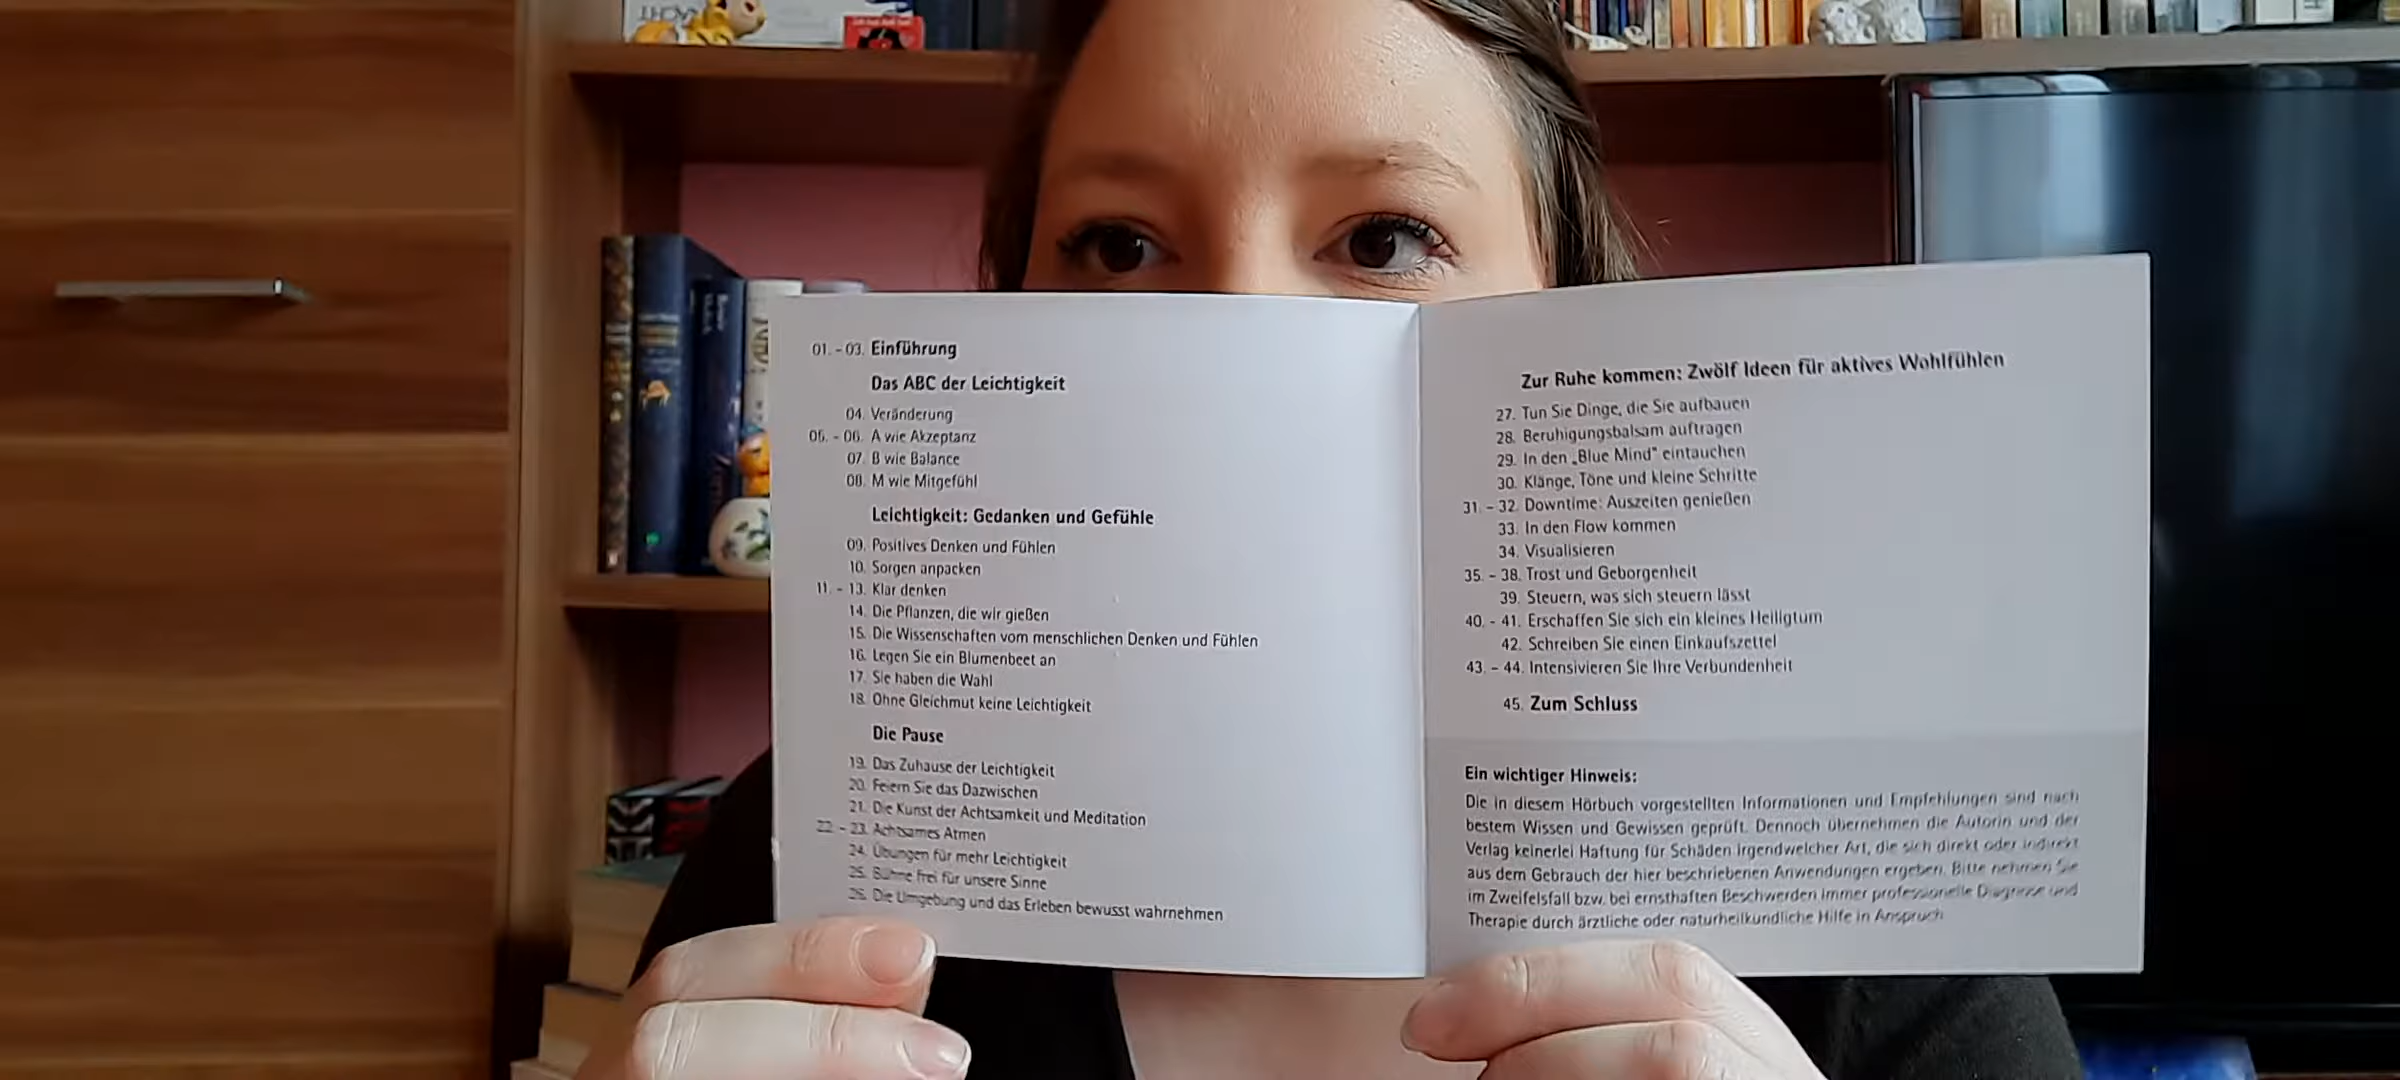 01. - 03. Einführung
Das ABC der Leichtigkeit
04. Veränderung
05. - 06. A wie Akzeptanz
07. B wie Balance
08. M wie Mitgefühl
Leichtigkeit: Gedanken und Gefühle
09. Positives Denken und Fühlen
10. Sorgen anpacken
11. - 13. Klar denken
14. Die Pflanzen, die wir gießen
15. Die Wissenschaften vom menschlichen Denken und Fühlen
16. Legen Sie ein Blumenbeet an
17. Sie haben die Wahl
18. Ohne Gleichmut keine Leichtigkeit
Die Pause
19. Das Zuhause der Leichtigkeit
20. Feiern Sie das Dazwischen
21. Die Kunst der Achtsamkeit und Meditation
22. - 23. Achtsames Atmen
24. Übungen für mehr Leichtigkeit
25. Bühne frei für unsere Sinne
26. Die Umgebung und das Erleben bewusst wahrnehmen
Zur Ruhe kommen: Zwölf Ideen für aktives Wohlfühlen
27. Tun Sie Dinge, die Sie aufbauen
28. Beruhigungsbalsam auftragen
29. In den „Blue Mind" eintauchen
30. Klänge, Töne und kleine Schritte
31. - 32. Downtime: Auszeiten genießen
33. In den Flow kommen
34. Visualisieren
35. - 38. Trost und Geborgenheit
39. Steuern, was sich steuern lässt
40. - 41. Erschaffen Sie sich ein kleines Heiligtum
42. Schreiben Sie einen Einkaufszettel
43. - 44. Intensivieren Sie Ihre Verbundenheit
45. Zum Schluss
Ein wichtiger Hinweis:
Die in diesem Hörbuch vorgestellten Informationen und Empfehlungen sind nach
bestem Wissen und Gewissen geprüft. Dennoch übernehmen die Autorin und der
Verlag keinerlei Haftung für Schäden irgendwelcher Art, die sich direkt oder indirekt
aus dem Gebrauch der hier beschriebenen Anwendungen ergeben. Bitte nehmen Sie
im Zweifelsfall bzw. bei ernsthaften Beschwerden immer professionelle Diagnose und
Therapie durch ärztliche oder naturheilkundliche Hilfe in Anspruch